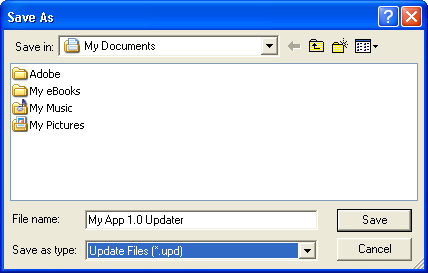 Save As
Save in: My Documents
Adobe
My eBooks
My Music
My Pictures
File name: My App 1.0 Updater Save
Save as type: Update Files (*.upd) Cancel